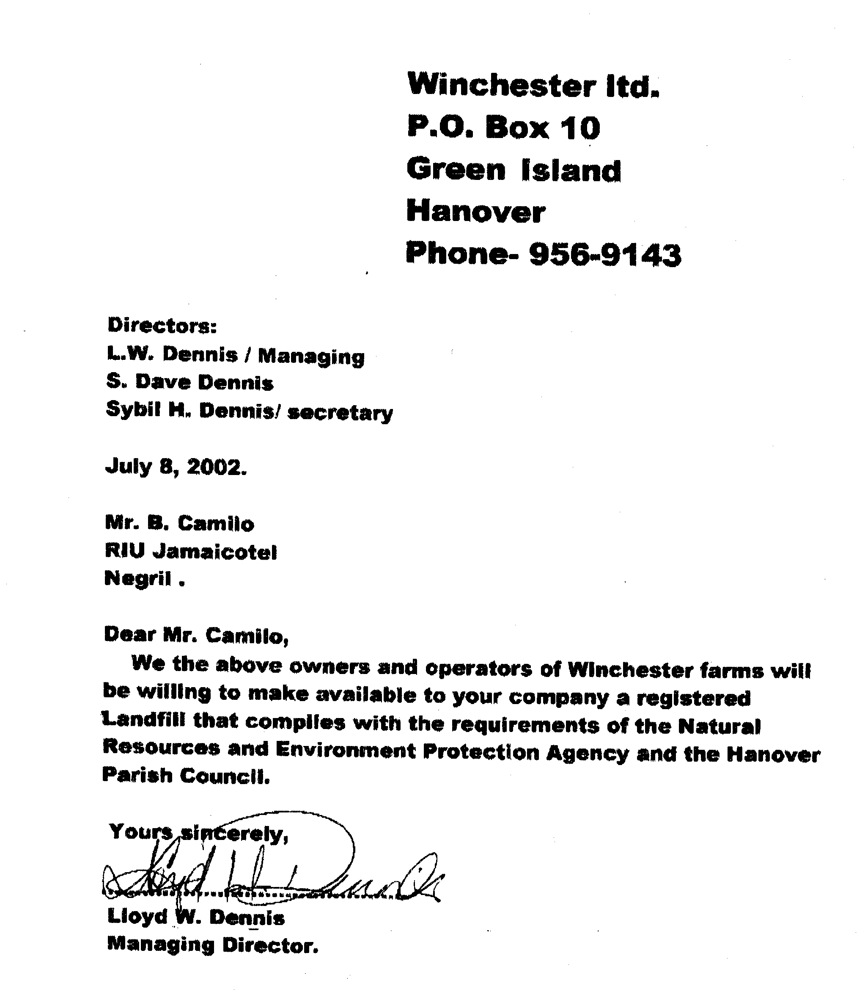 Winchester ltd.
P.O. Box 10
Green Island
Hanover
Phone- 956-9143
Directors:
L.W. Dennis / Managing
S. Dave Dennis
Sybil H. Dennis/ secretary
July 8, 2002.
Mr. B. Camilo
RIU Jamaicotel
Negril .
Dear Mr. Camilo,
We the above owners and operators of Winchester farms will
be willing to make available to your company a registered
Landfill that complies with the requirements of the Natural
Resources and Environment Protection Agency and the Hanover
Parish Council.
Yours sincerely,
Lloyd W. Dennis
Lloyd W. Dennis
Managing Director.